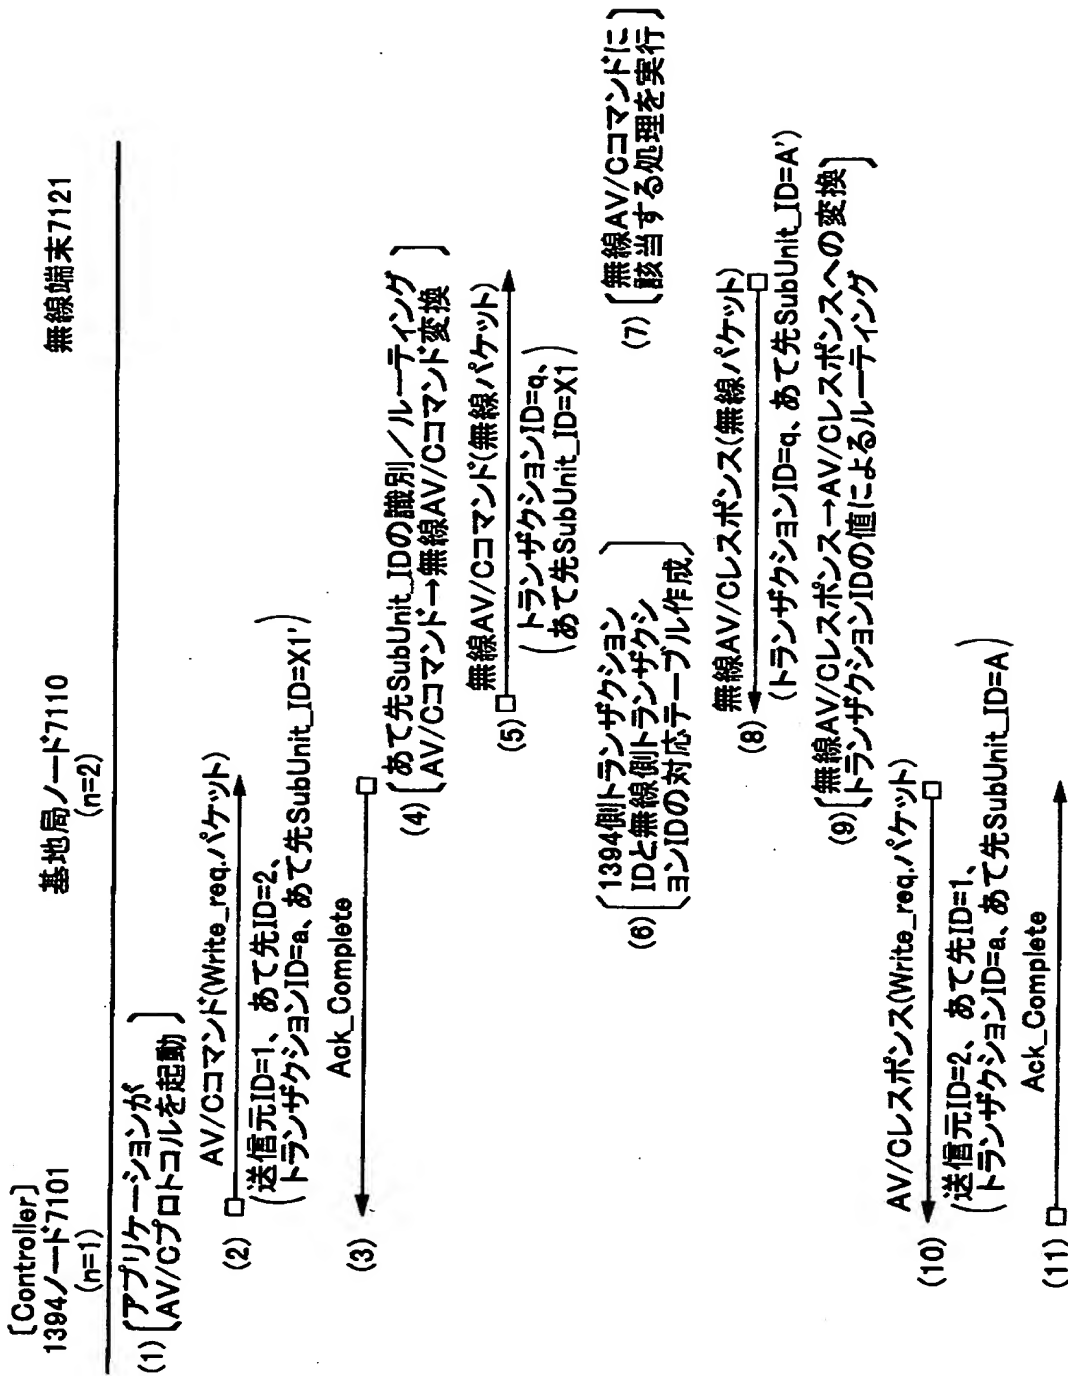 [Controller]
1394ノード7101
(n=1)
基地局ノード7110
(n=2)
無線端末7121
(1) [アプリケーションが
AV/Cプロトコルを起動]
AV/Cコマンド(Write_req.パケット)
(2)
(送信元ID=1、あて先ID=2、
トランザクションID=a、あて先SubUnit_ID=X1')
Ack_Complete
(3)
(4) [あて先SubUnit_IDの識別/ルーティング
AV/Cコマンド→無線AV/Cコマンド変換]
無線AV/Cコマンド(無線パケット)
(5)
(トランザクションID=q、
あて先SubUnit_ID=X1)
(6) [1394側トランザクション
IDと無線側トランザクシ
ョンIDの対応テーブル作成]
(7) [無線AV/Cコマンドに
該当する処理を実行]
無線AV/Cレスポンス(無線パケット)
(8)
(トランザクションID=q、あて先SubUnit_ID=A')
(9) [無線AV/Cレスポンス→AV/Cレスポンスへの変換
トランザクションIDの値によるルーティング]
AV/Cレスポンス(Write_req.パケット)
(10)
(送信元ID=2、あて先ID=1、
トランザクションID=a、あて先SubUnit_ID=A)
Ack_Complete
(11)